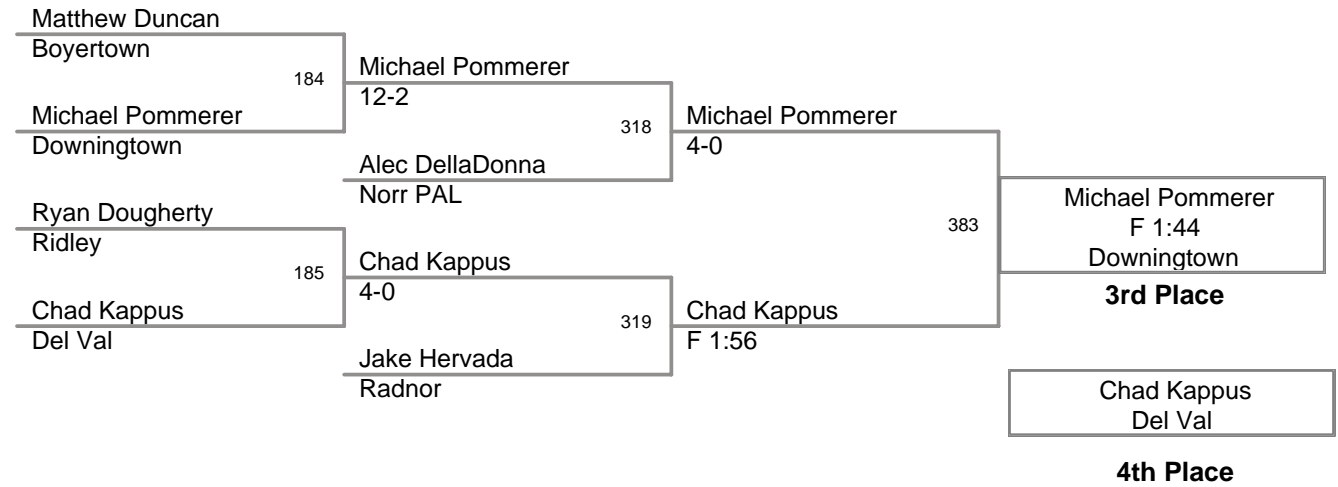 Matthew Duncan
Boyertown
184
Michael Pommerer
12-2
Michael Pommerer
Downingtown
318
Michael Pommerer
4-0
Alec DellaDonna
Norr PAL
Ryan Dougherty
Ridley
383
Michael Pommerer
F 1:44
Downingtown
3rd Place
185
Chad Kappus
4-0
Chad Kappus
Del Val
319
Chad Kappus
F 1:56
Jake Hervada
Radnor
Chad Kappus
Del Val
4th Place